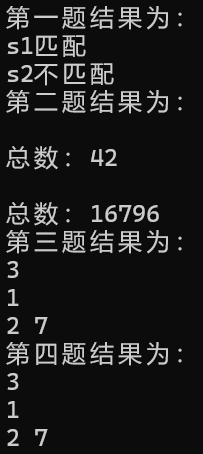 第一题结果为:
s1匹配
s2不匹配
第二题结果为:
总数: 42
总数: 16796
第三题结果为:
3
1
2 7
第四题结果为:
3
1
2 7